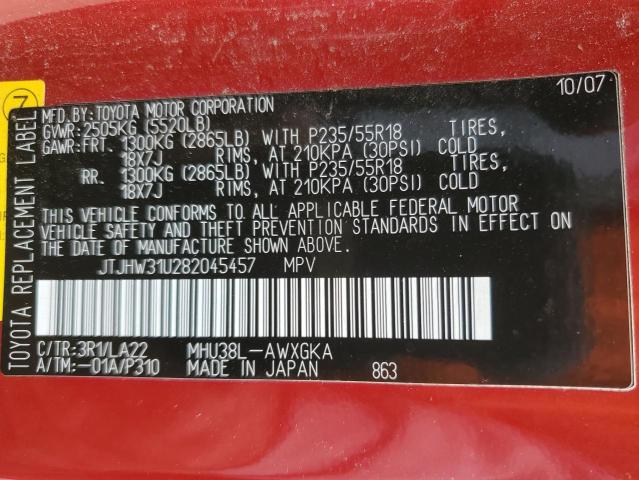 10/07
MFD.BY:TOYOTA MOTOR CORPORATION
GVWR:2505KG (5520LB)
GAWR:FRT. 1300KG (2865LB) WITH P235/55R18 TIRES,
18X7J RIMS, AT 210KPA (30PSI) COLD
RR. 1300KG (2865LB) WITH P235/55R18 TIRES,
18X7J RIMS, AT 210KPA (30PSI) COLD
THIS VEHICLE CONFORMS TO ALL APPLICABLE FEDERAL MOTOR
VEHICLE SAFETY AND THEFT PREVENTION STANDARDS IN EFFECT ON
THE DATE OF MANUFACTURE SHOWN ABOVE.
JTJHW31U282045457 MPV
C/TR:3R1/LA22 MHU38L-AWXGKA
A/TM:-01A/P310 MADE IN JAPAN 863
TOYOTA REPLACEMENT LABEL